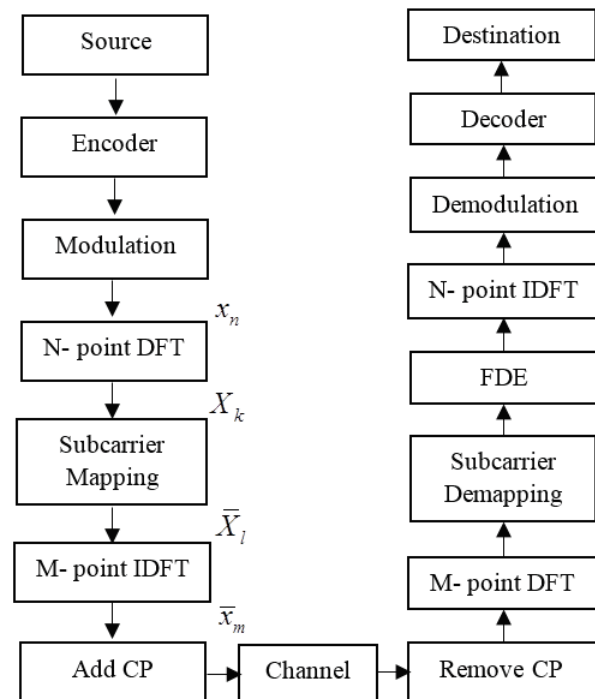 Source
Encoder
Modulation
x_n
N- point DFT
X_k
Subcarrier
Mapping
X̅_l
M- point IDFT
x̅_m
Add CP
Channel
Remove CP
M- point DFT
Subcarrier
Demapping
FDE
N- point IDFT
Demodulation
Decoder
Destination